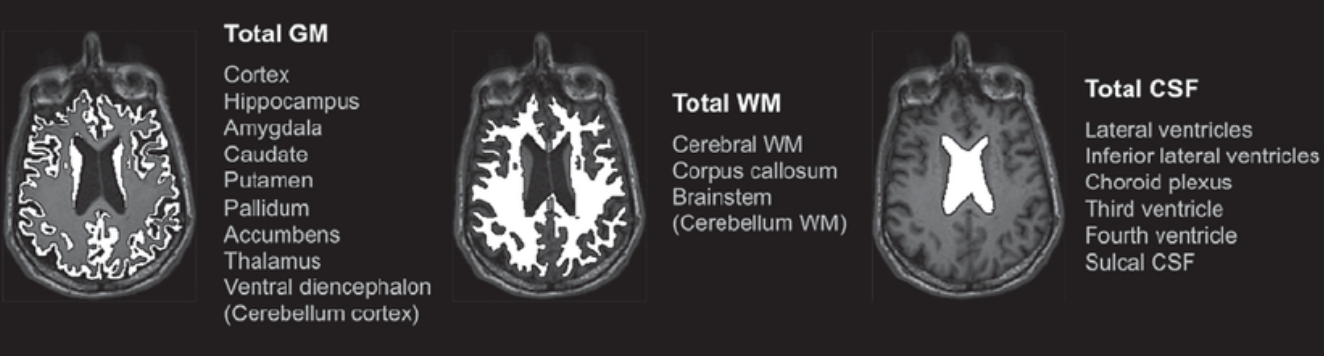 Total GM
Cortex
Hippocampus
Amygdala
Caudate
Putamen
Pallidum
Accumbens
Thalamus
Ventral diencephalon
(Cerebellum cortex)
Total WM
Cerebral WM
Corpus callosum
Brainstem
(Cerebellum WM)
Total CSF
Lateral ventricles
Inferior lateral ventricles
Choroid plexus
Third ventricle
Fourth ventricle
Sulcal CSF